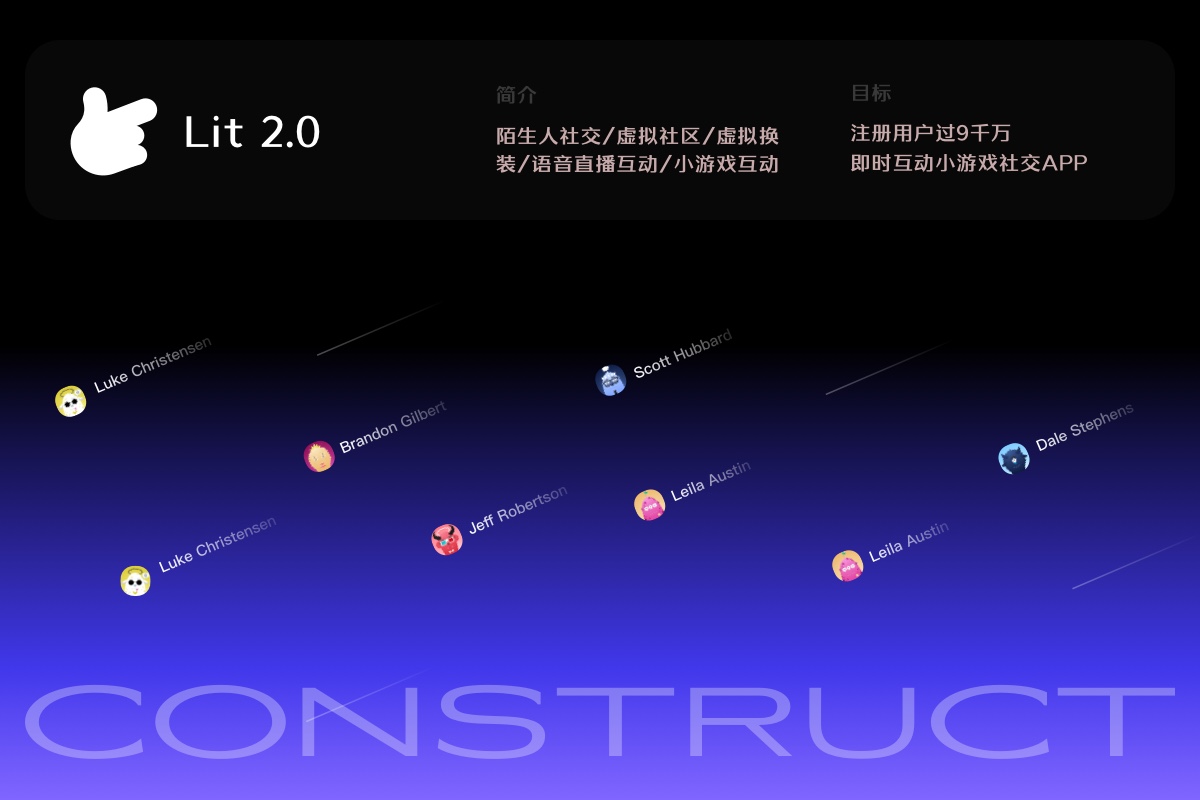 Lit 2.0
简介
陌生人社交/虚拟社区/虚拟换
装/语音直播互动/小游戏互动
目标
注册用户过9千万
即时互动小游戏社交APP
Luke Christensen
Scott Hubbard
Brandon Gilbert
Dale Stephens
Leila Austin
Jeff Robertson
Luke Christensen
Leila Austin
CONSTRUCT